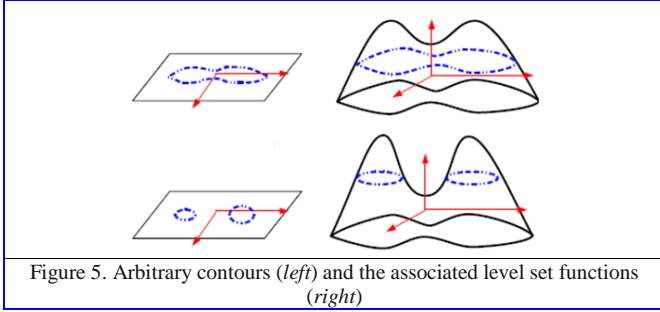 Figure 5. Arbitrary contours (left) and the associated level set functions
(right)